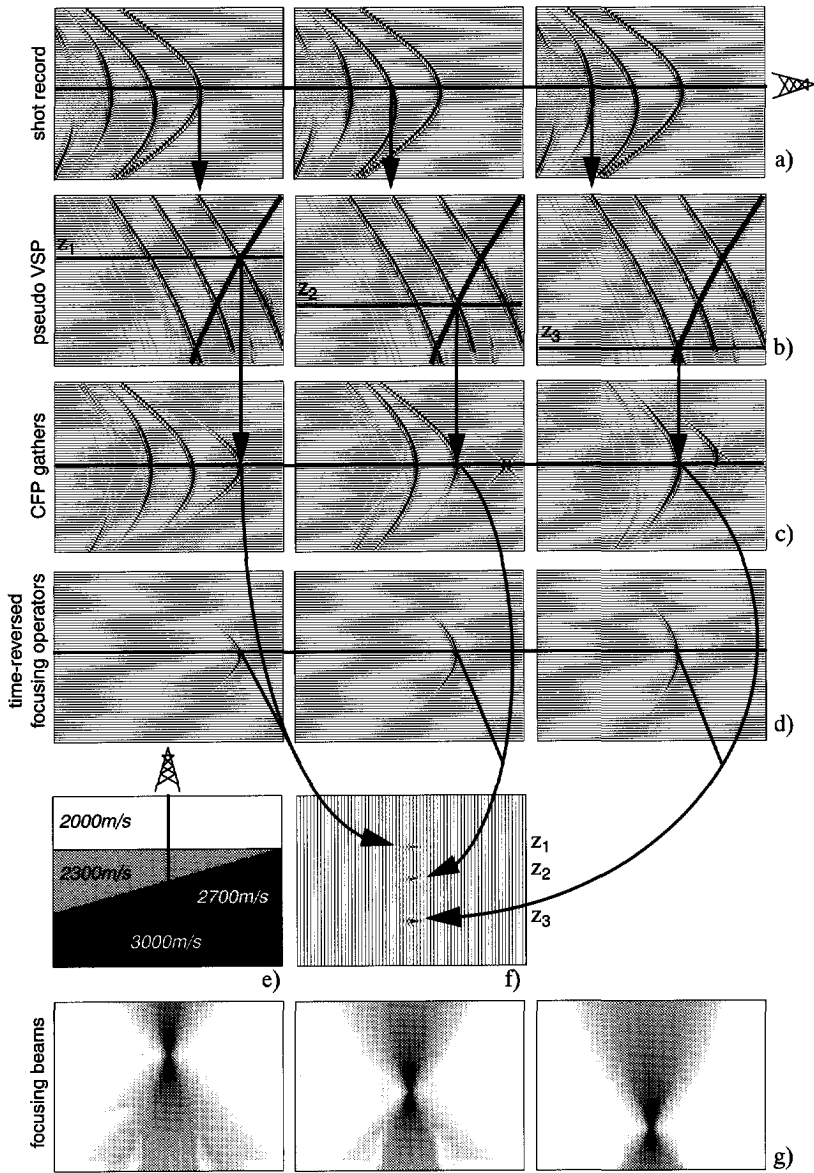 shot record
a)
pseudo VSP
z1
z2
z3
b)
CFP gathers
c)
time-reversed
focusing operators
d)
2000m/s
2300m/s
2700m/s
3000m/s
e)
z1
z2
z3
f)
focusing beams
g)